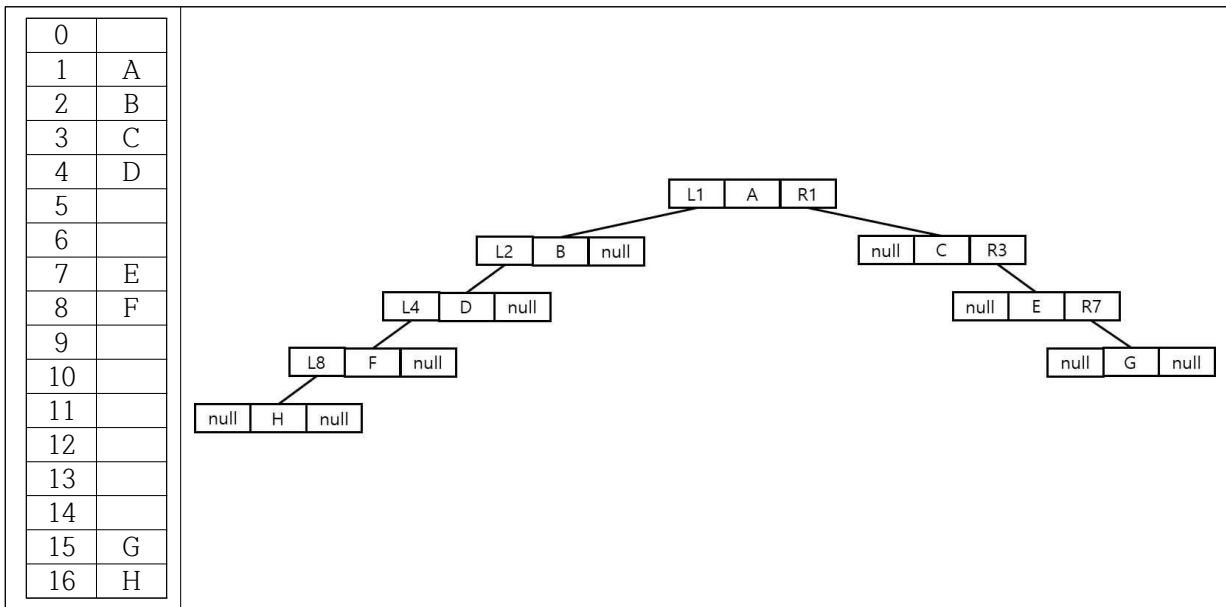 0
1 A
2 B
3 C
4 D
5
6
7 E
8 F
9
10
11
12
13
14
15 G
16 H
L1 A R1
L2 B null
null C R3
L4 D null
null E R7
L8 F null
null G null
null H null